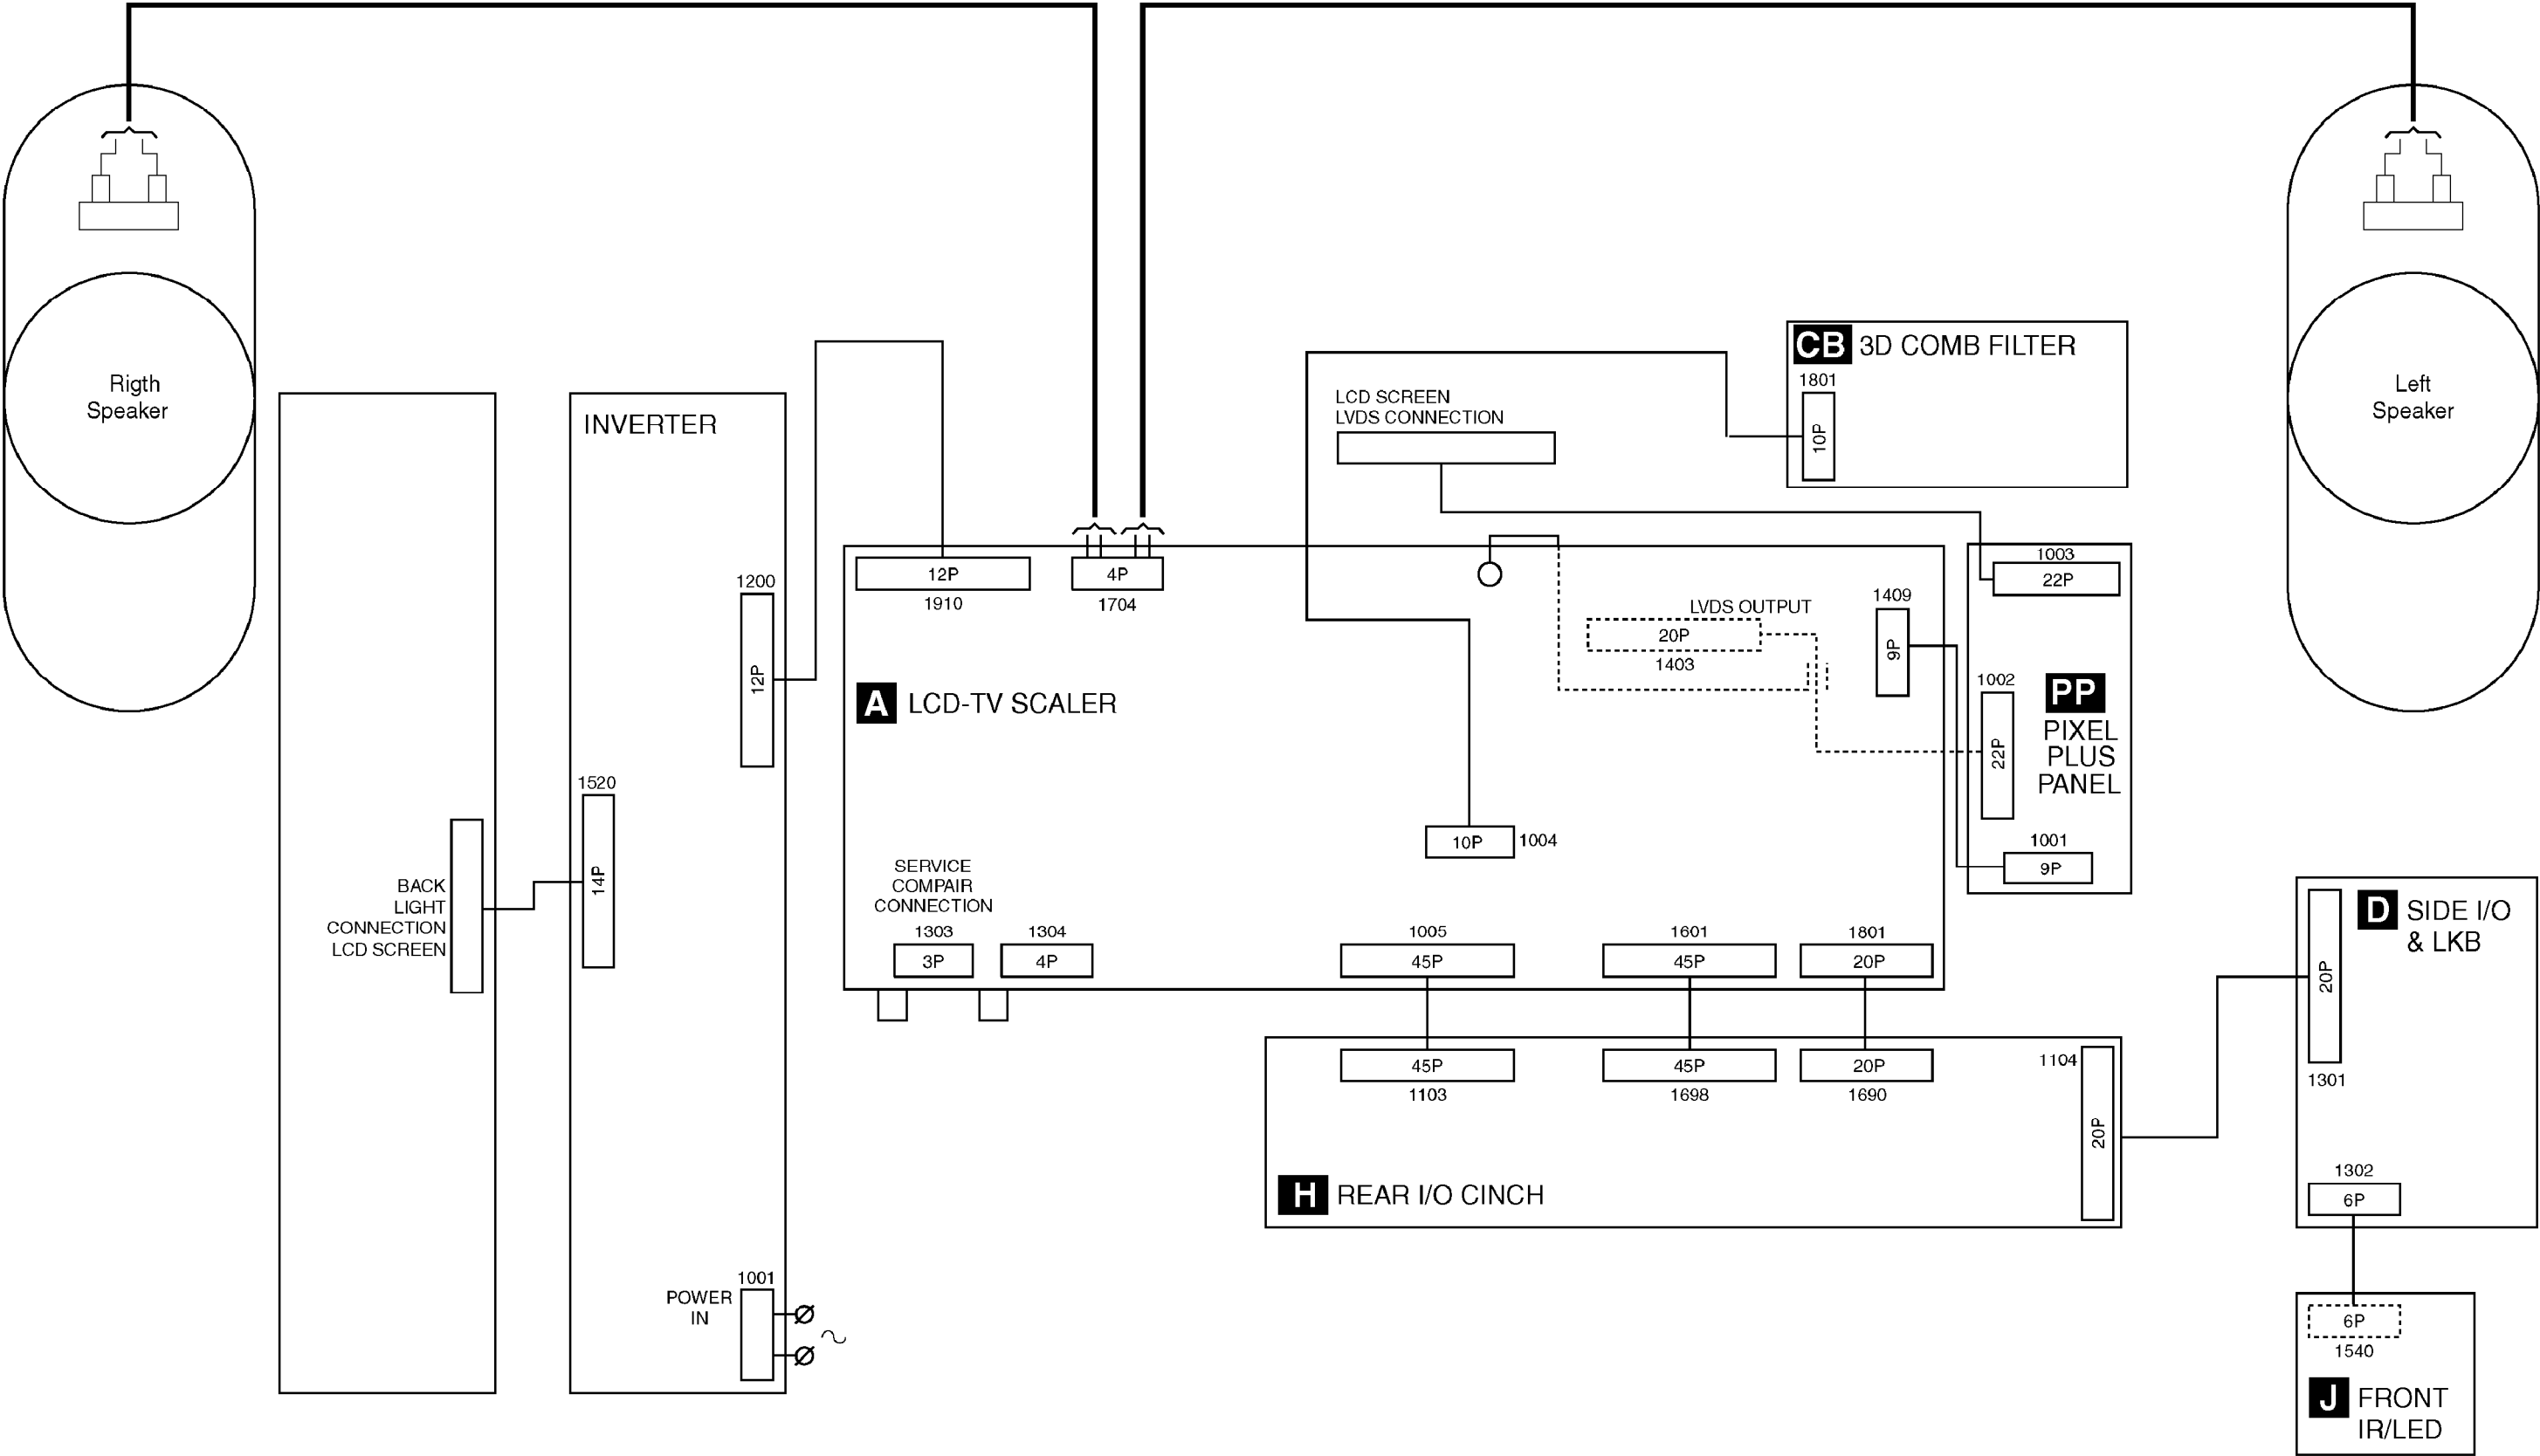 Rigth
Speaker
Left
Speaker
CB 3D COMB FILTER
1801
10P
LCD SCREEN
LVDS CONNECTION
INVERTER
1200
12P
1520
14P
BACK
LIGHT
CONNECTION
LCD SCREEN
1001
POWER
IN
12P
1910
4P
1704
A LCD-TV SCALER
LVDS OUTPUT
20P
1403
1409
9P
10P 1004
SERVICE
COMPAIR
CONNECTION
1303
3P
1304
4P
1005
45P
1601
45P
1801
20P
1003
22P
1002
22P
PP
PIXEL
PLUS
PANEL
1001
9P
45P
1103
45P
1698
20P
1690
1104
20P
H REAR I/O CINCH
D SIDE I/O
& LKB
20P
1301
1302
6P
6P
1540
J FRONT
IR/LED